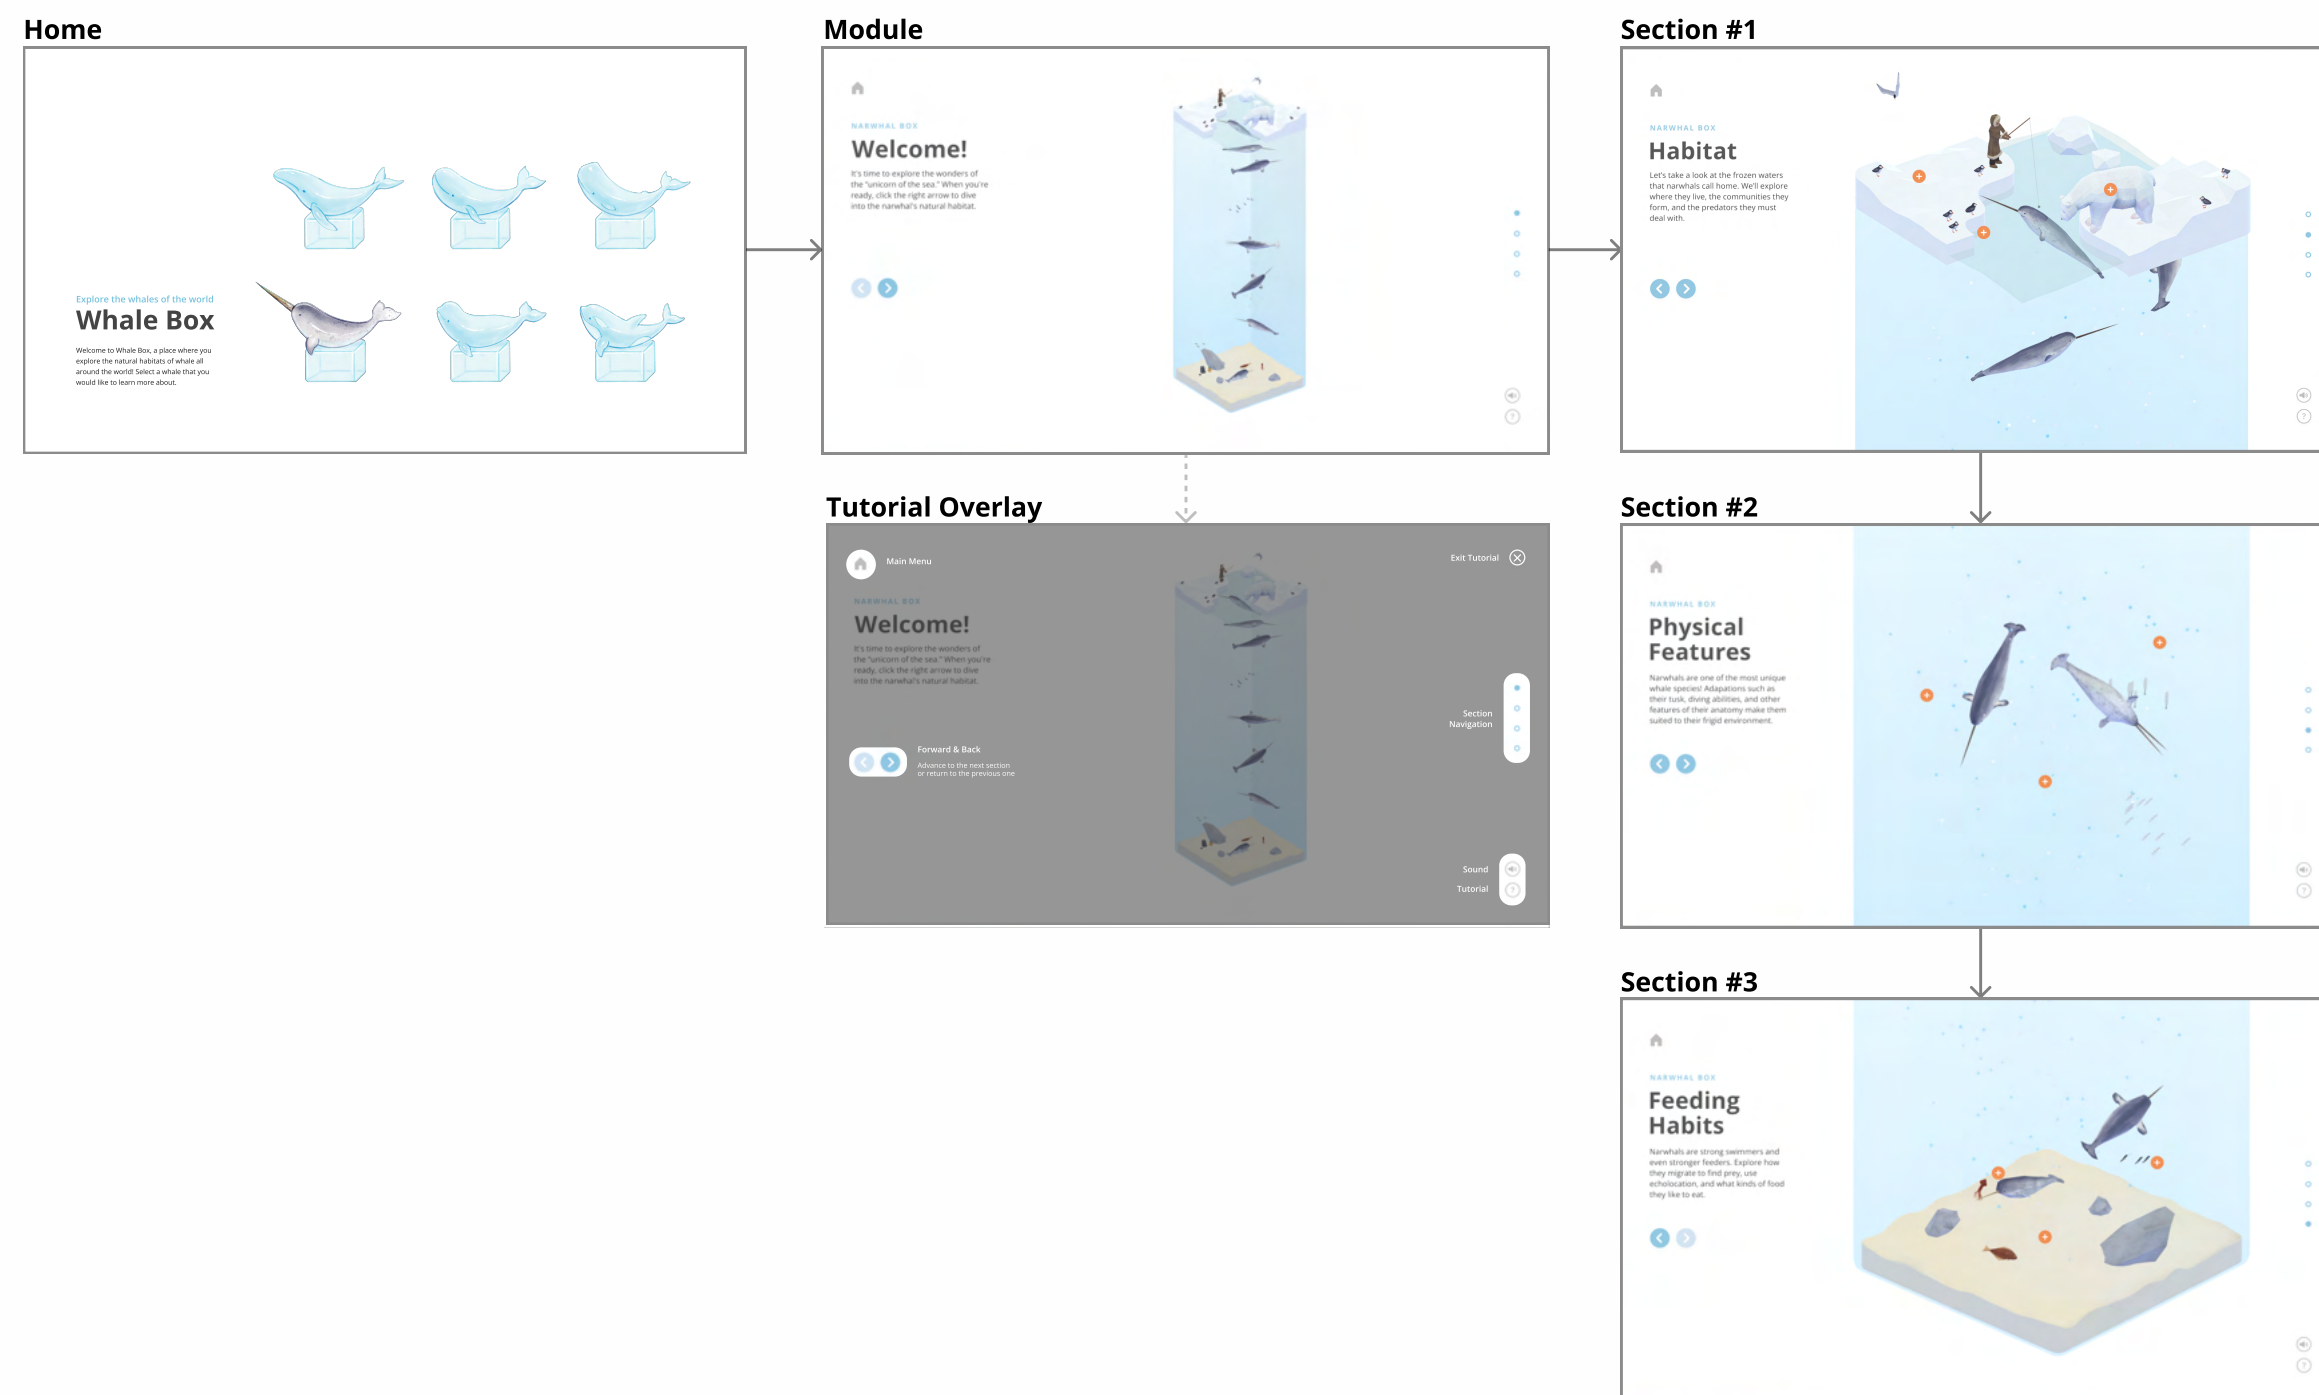 Home
Explore the whales of the world
Whale Box
Welcome to Whale Box, a place where you
explore the natural habitats of whale all
around the world! Select a whale that you
would like to learn more about.
Module
NARWHAL BOX
Welcome!
It's time to explore the wonders of
the "unicorn of the sea." When you're
ready, click the right arrow to dive
into the narwhal's natural habitat.
?
Section #1
NARWHAL BOX
Habitat
Let's take a look at the frozen waters
that narwhals call home. We'll explore
where they live, the communities they
form, and the predators they must
deal with.
?
Tutorial Overlay
Main Menu
Exit Tutorial
NARWHAL BOX
Welcome!
It's time to explore the wonders of
the "unicorn of the sea." When you're
ready, click the right arrow to dive
into the narwhal's natural habitat.
Section
Navigation
Forward & Back
Advance to the next section
or return to the previous one
Sound
Tutorial
?
Section #2
NARWHAL BOX
Physical
Features
Narwhals are one of the most unique
whale species! Adapations such as
their tusk, diving abilities, and other
features of their anatomy make them
suited to their frigid environment.
?
Section #3
NARWHAL BOX
Feeding
Habits
Narwhals are strong swimmers and
even stronger feeders. Explore how
they migrate to find prey, use
echolocation, and what kinds of food
they like to eat.
?